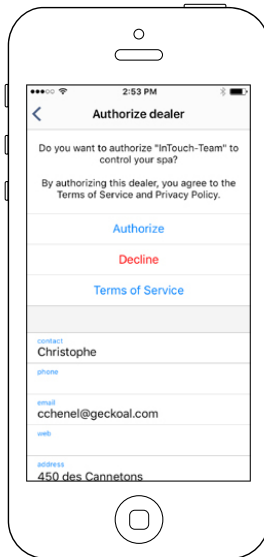 2:53 PM
Authorize dealer
Do you want to authorize "InTouch-Team" to
control your spa?
By authorizing this dealer, you agree to the
Terms of Service and Privacy Policy.
Authorize
Decline
Terms of Service
contact
Christophe
phone
email
cchenel@geckoal.com
web
address
450 des Cannetons